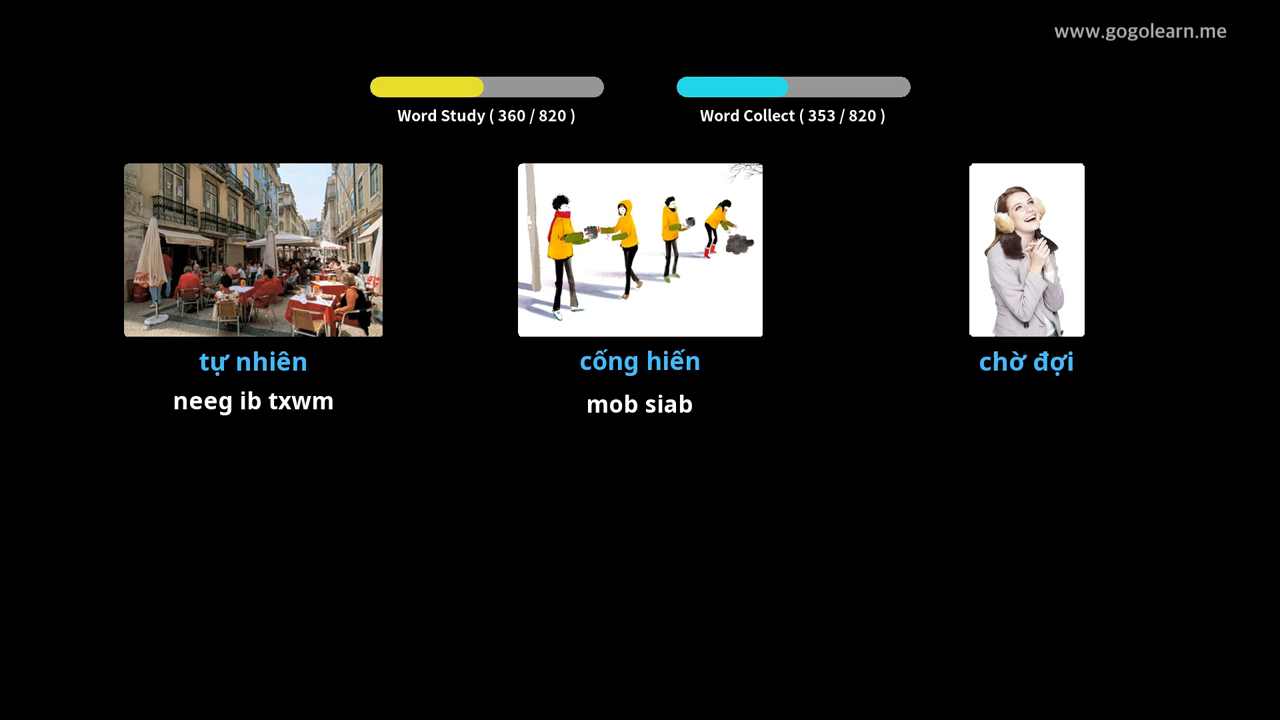 www.gogolearn.me
Word Study ( 360 / 820 )
Word Collect ( 353 / 820 )
tự nhiên
cống hiến
chờ đợi
neeg ib txwm
mob siab